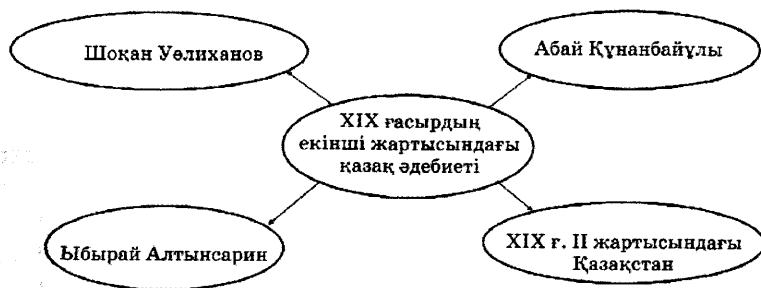 Шоқан Уәлиханов
Абай Құнанбайұлы
XIX ғасырдың
екінші жартысындағы
қазақ әдебиеті
Ыбырай Алтынсарин
XIX ғ. II жартысындағы
Қазақстан